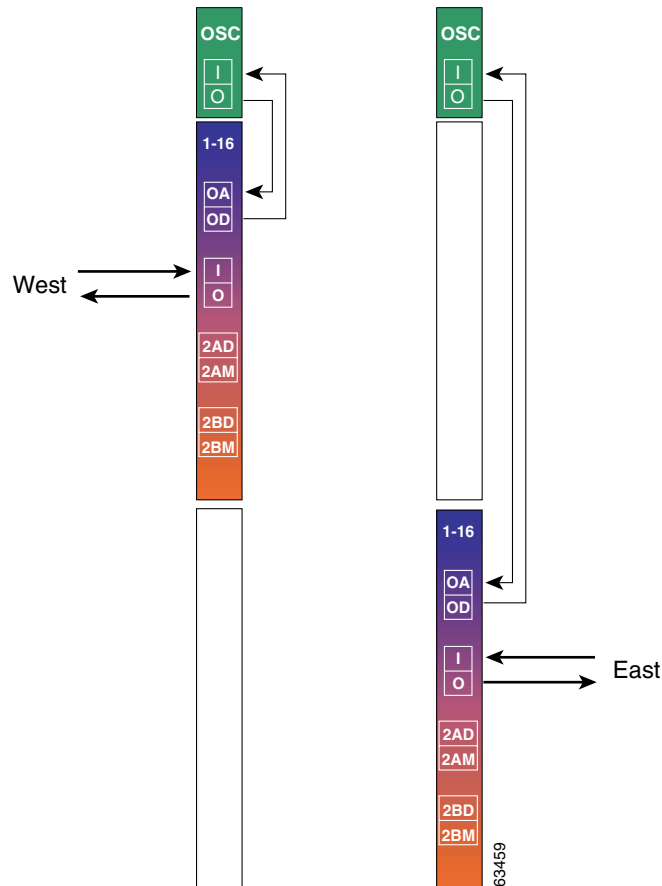 OSC
I
O
1-16
OA
OD
I
O
2AD
2AM
2BD
2BM
West
OSC
I
O
1-16
OA
OD
I
O
2AD
2AM
2BD
2BM
East
63459